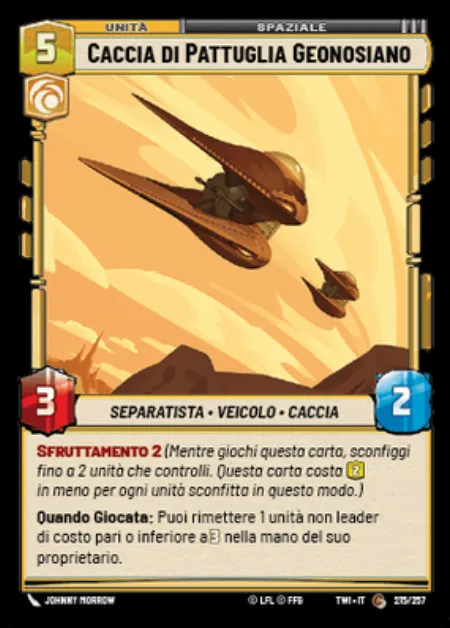 UNITÀ
SPAZIALE
5
CACCIA DI PATTUGLIA GEONOSIANO
3
SEPARATISTA • VEICOLO • CACCIA
2
SFRUTTAMENTO 2 (Mentre giochi questa carta, sconfiggi
fino a 2 unità che controlli. Questa carta costa 2
in meno per ogni unità sconfitta in questo modo.)
Quando Giocata: Puoi rimettere 1 unità non leader
di costo pari o inferiore a 3 nella mano del suo
proprietario.
JOHNNY MORROW
© LFL © FFG
TWI • IT
C
215/257